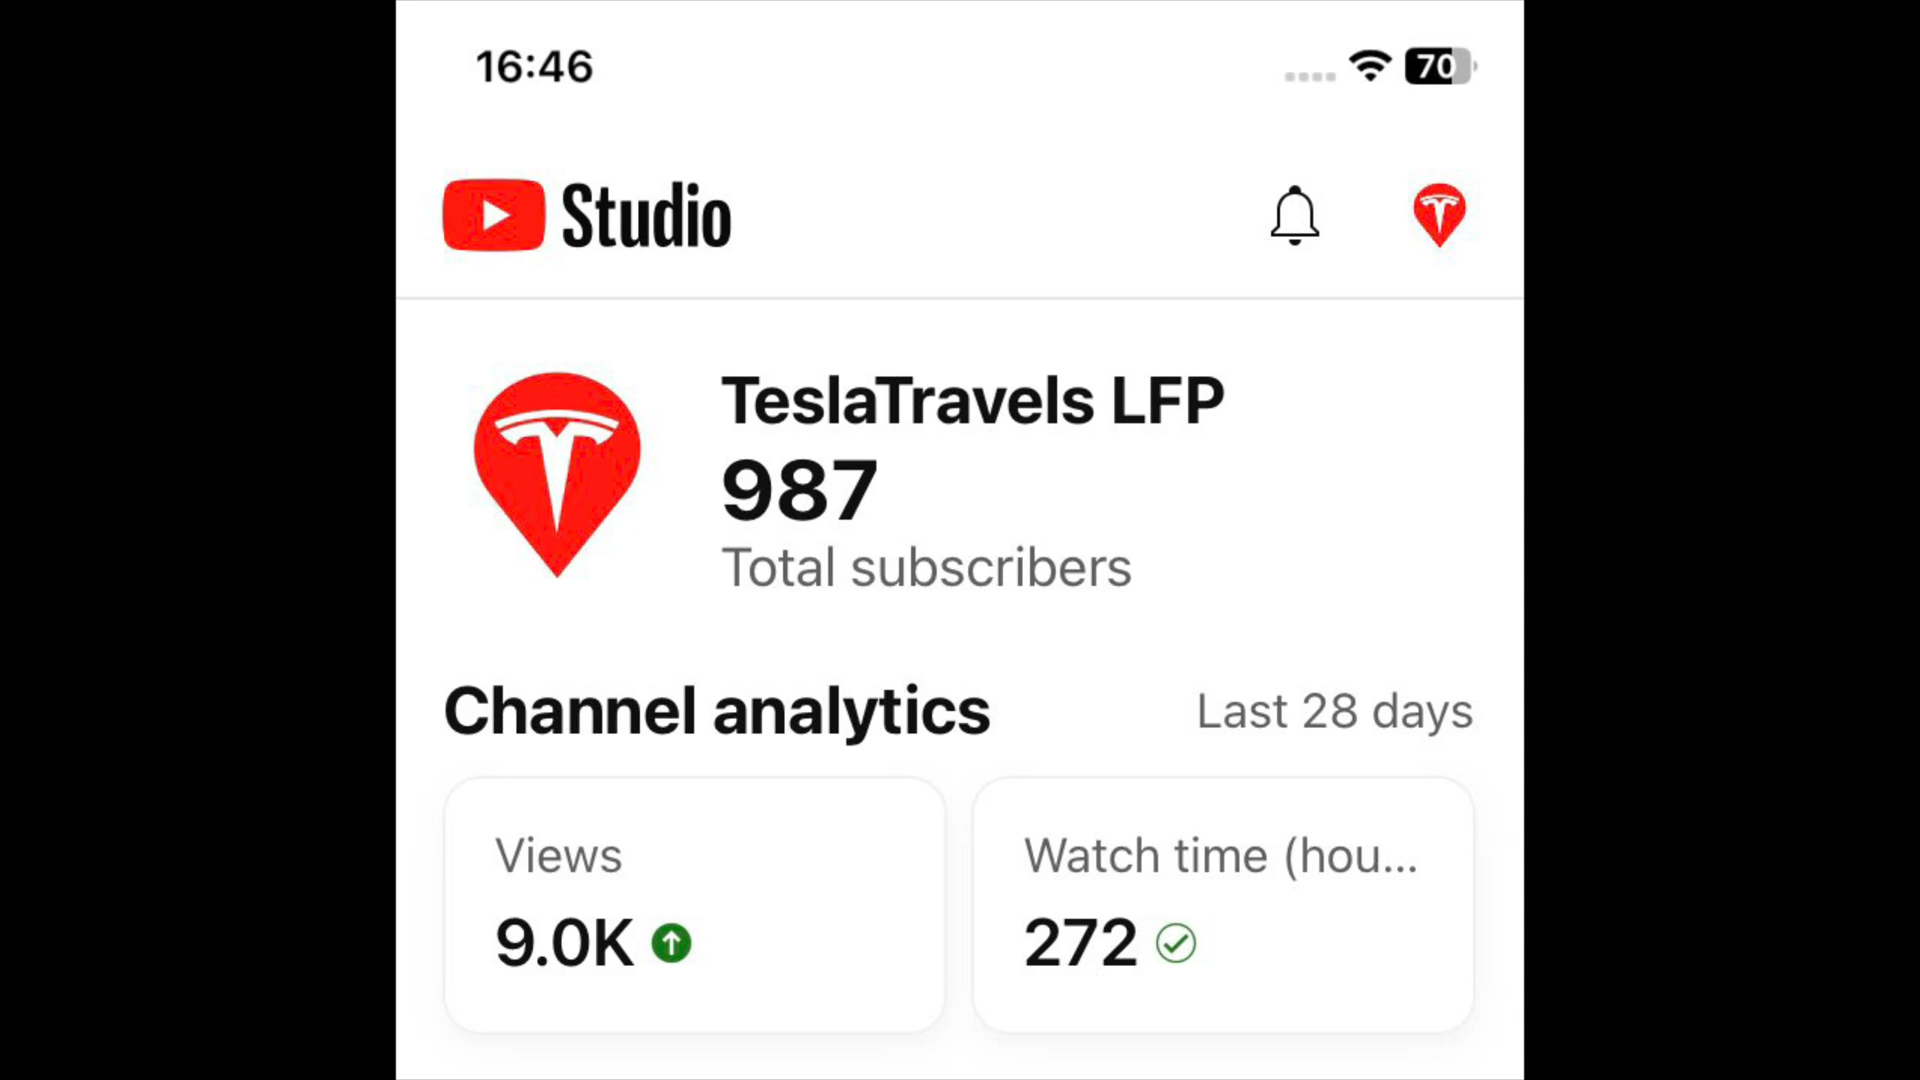 16:46
70
Studio
TeslaTravels LFP
987
Total subscribers
Channel analytics
Last 28 days
Views
Watch time (hou...
9.0K
272